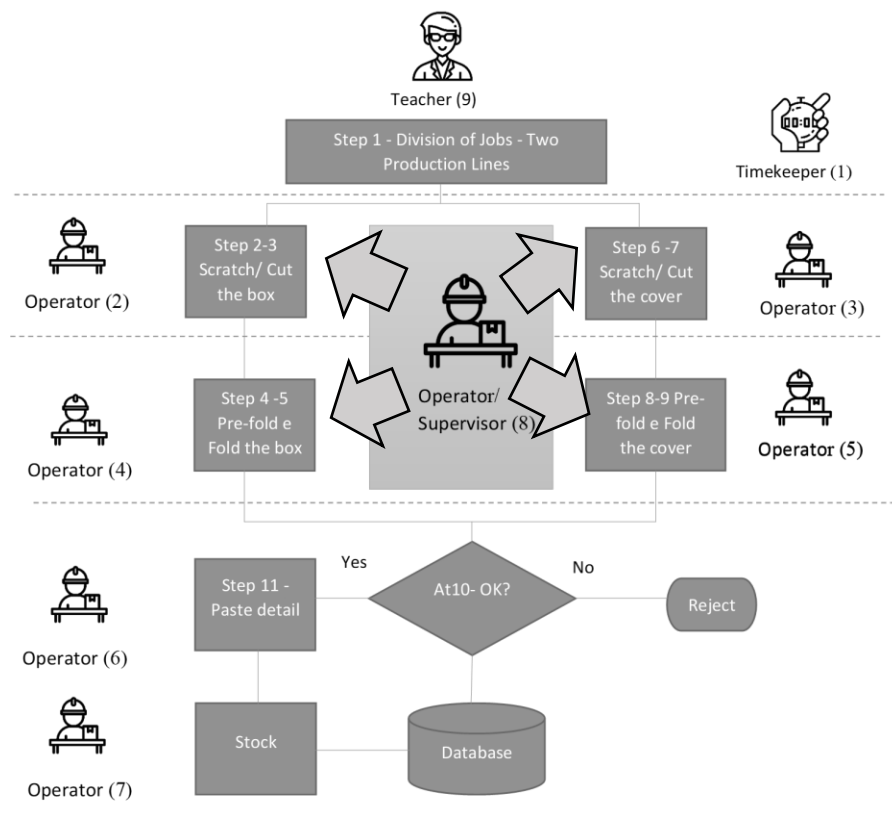 Teacher (9)
Step 1 - Division of Jobs - Two
Production Lines
Timekeeper (1)
Operator (2)
Step 2-3
Scratch/ Cut
the box
Step 6 -7
Scratch/ Cut
the cover
Operator (3)
Operator/
Supervisor (8)
Operator (4)
Step 4 -5
Pre-fold e
Fold the box
Step 8-9 Pre-
fold e Fold
the cover
Operator (5)
Yes
No
Operator (6)
Step 11 -
Paste detail
At10- OK?
Reject
Operator (7)
Stock
Database